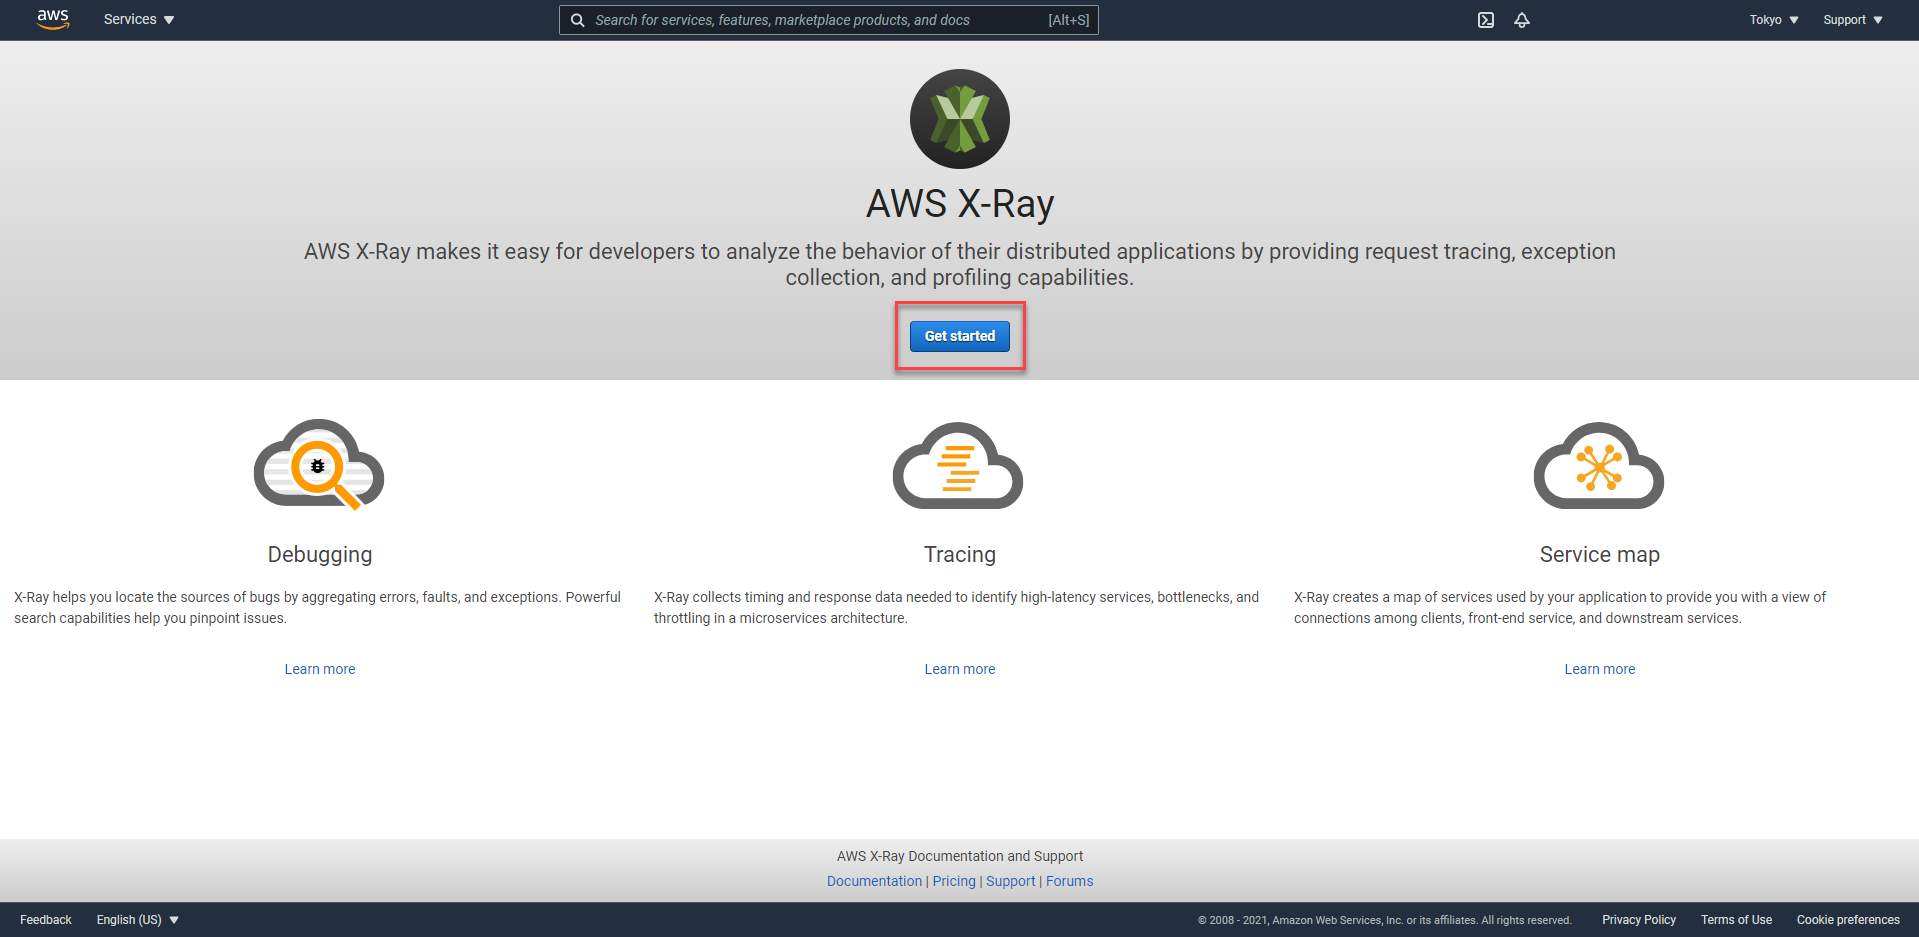 aws Services Search for services, features, marketplace products, and docs [Alt+S] Tokyo Support
AWS X-Ray
AWS X-Ray makes it easy for developers to analyze the behavior of their distributed applications by providing request tracing, exception
collection, and profiling capabilities.
Get started
Debugging
X-Ray helps you locate the sources of bugs by aggregating errors, faults, and exceptions. Powerful
search capabilities help you pinpoint issues.
Learn more
Tracing
X-Ray collects timing and response data needed to identify high-latency services, bottlenecks, and
throttling in a microservices architecture.
Learn more
Service map
X-Ray creates a map of services used by your application to provide you with a view of
connections among clients, front-end service, and downstream services.
Learn more
AWS X-Ray Documentation and Support
Documentation | Pricing | Support | Forums
Feedback English (US) © 2008 - 2021, Amazon Web Services, Inc. or its affiliates. All rights reserved. Privacy Policy Terms of Use Cookie preferences